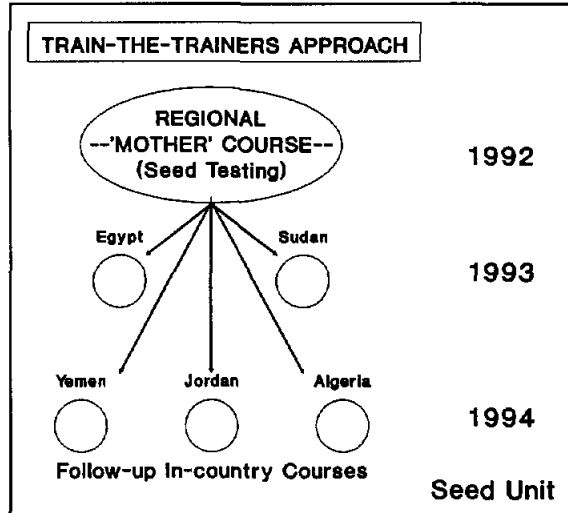 TRAIN-THE-TRAINERS APPROACH
REGIONAL
--'MOTHER' COURSE--
(Seed Testing)
1992
Egypt
Sudan
1993
Yemen
Jordan
Algeria
1994
Follow-up In-country Courses
Seed Unit